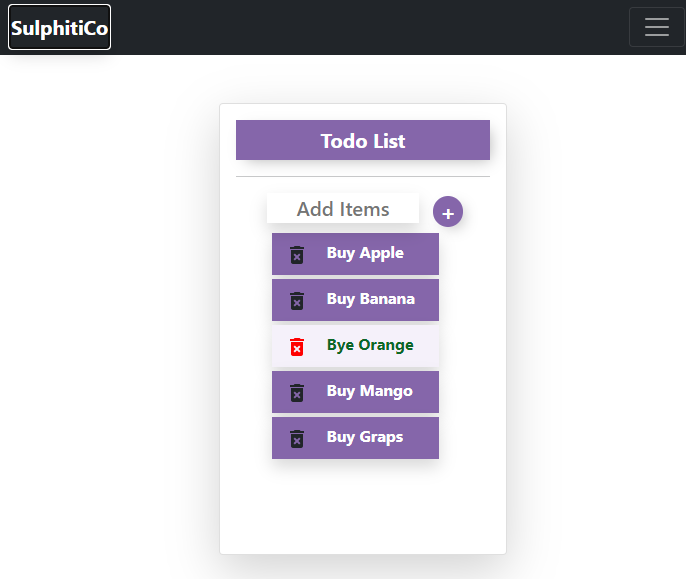 SulphitiCo
Todo List
Add Items
+
Buy Apple
Buy Banana
Bye Orange
Buy Mango
Buy Graps